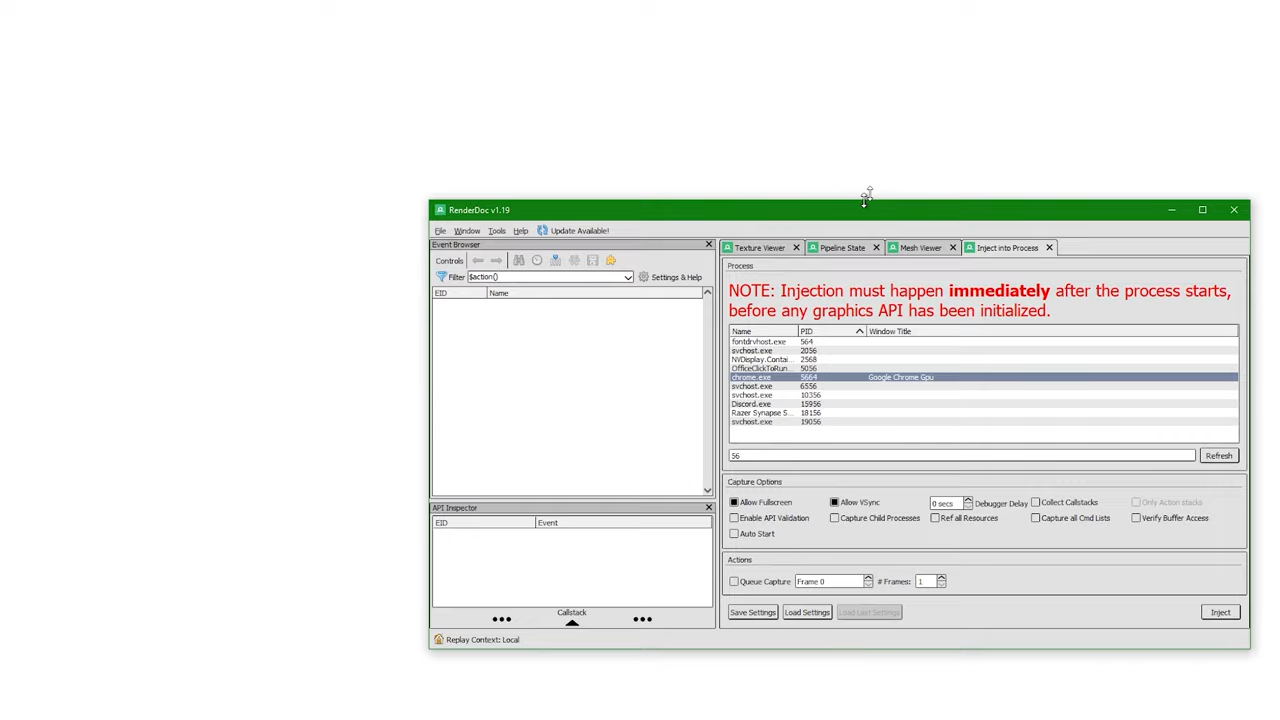 RenderDoc v1.19
File Window Tools Help Update Available!
Event Browser
Controls
Filter $action() Settings & Help
EID Name
API Inspector
EID Event
Callstack
Replay Context: Local
Texture Viewer Pipeline State Mesh Viewer Inject into Process
Process
NOTE: Injection must happen immediately after the process starts,
before any graphics API has been initialized.
Name PID Window Title
fontdrvhost.exe 564
svchost.exe 2056
NVDisplay.Contai... 2568
OfficeClickToRun... 5056
chrome.exe 5664 Google Chrome Gpu
svchost.exe 6556
svchost.exe 10356
Discord.exe 15956
Razer Synapse S... 18156
svchost.exe 19056
56 Refresh
Capture Options
Allow Fullscreen Allow VSync 0 secs Debugger Delay Collect Callstacks Only Action stacks
Enable API Validation Capture Child Processes Ref all Resources Capture all Cmd Lists Verify Buffer Access
Auto Start
Actions
Queue Capture Frame 0 # Frames: 1
Save Settings Load Settings Load Last Settings Inject